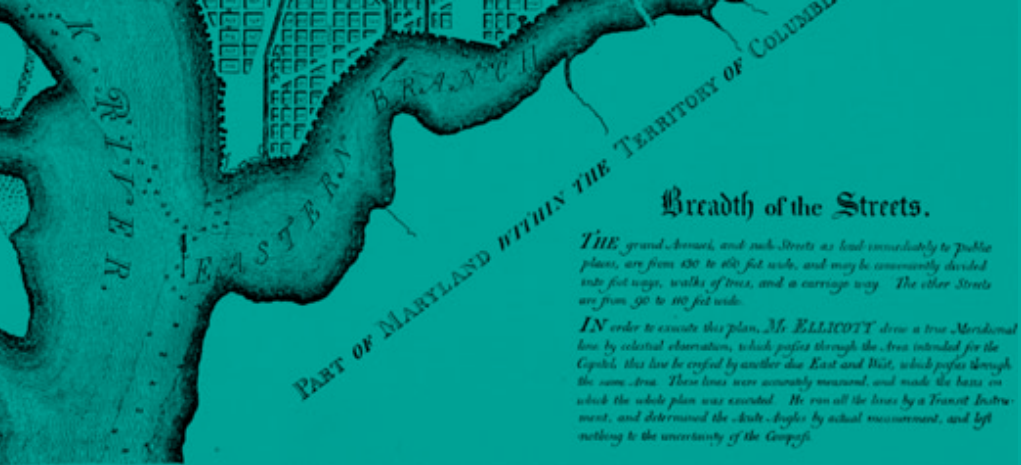 K RIVER
EASTERN BRANCH
PART OF MARYLAND WITHIN THE TERRITORY OF COLUMB
Breadth of the Streets.
THE grand Avenues, and such Streets as lead immediately to public
places, are from 130 to 160 feet wide, and may be conveniently divided
into foot ways, walks of trees, and a carriage way. The other Streets
are from 90 to 110 feet wide.
IN order to execute this plan, Mr. ELLICOTT drew a true Meridional
line by celestial observation, which paſses through the Area intended for the
Capitol; this line he croſsed by another due East and West, which paſses through
the same Area. These lines were accurately measured, and made the basis on
which the whole plan was executed. He ran all the lines by a Transit Instru-
ment, and determined the Acute Angles by actual measurement, and left
nothing to the uncertainty of the Compaſs.